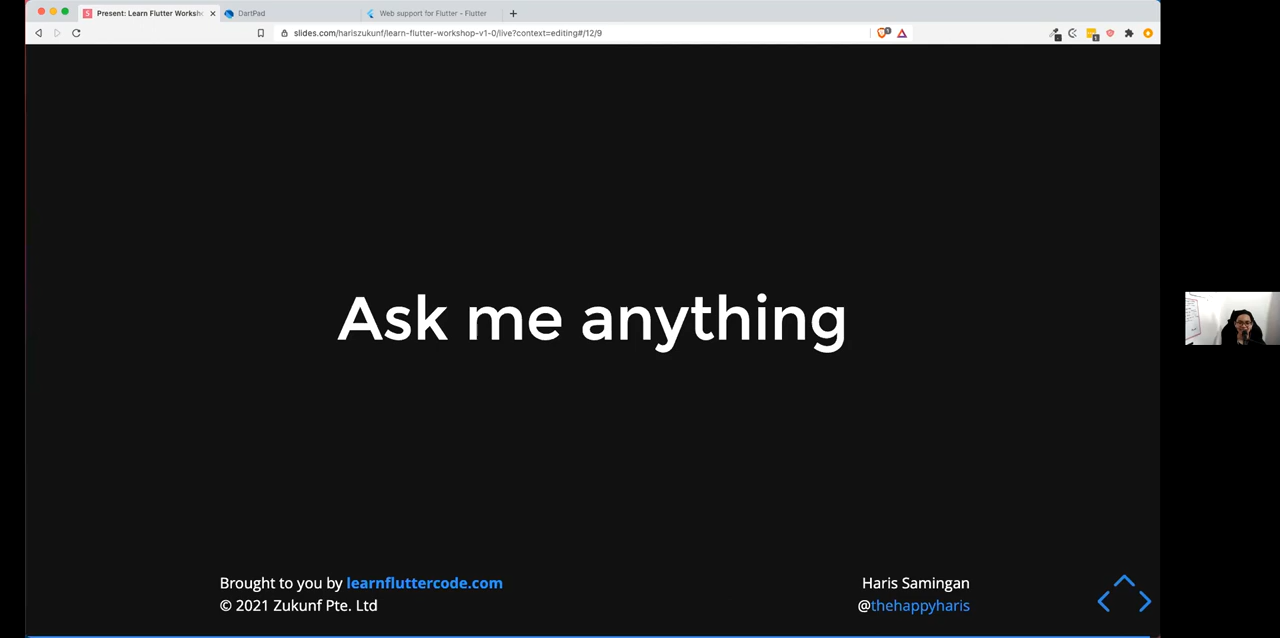 Present: Learn Flutter Worksh
DartPad
Web support for Flutter - Flutter
slides.com/hariszukunf/learn-flutter-workshop-v1-0/live?context=editing#/12/9
Ask me anything
Brought to you by learnfluttercode.com
© 2021 Zukunf Pte. Ltd
Haris Samingan
@thehappyharis